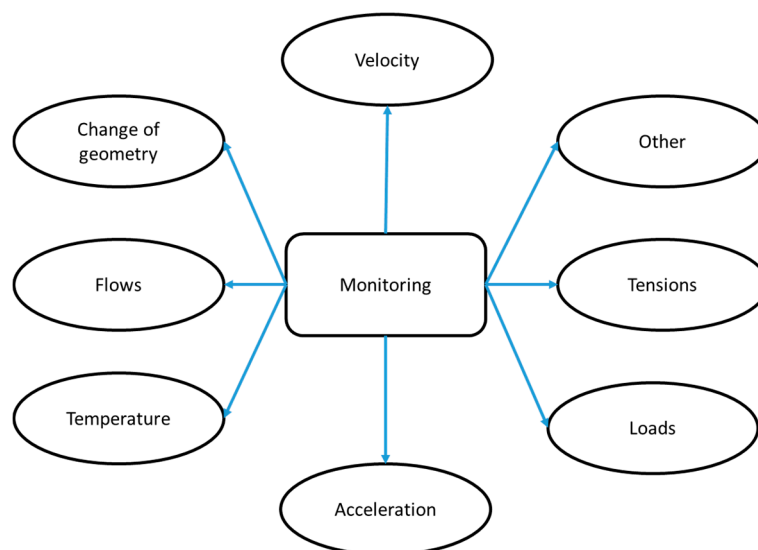 Velocity
Change of
geometry
Other
Flows
Monitoring
Tensions
Temperature
Loads
Acceleration